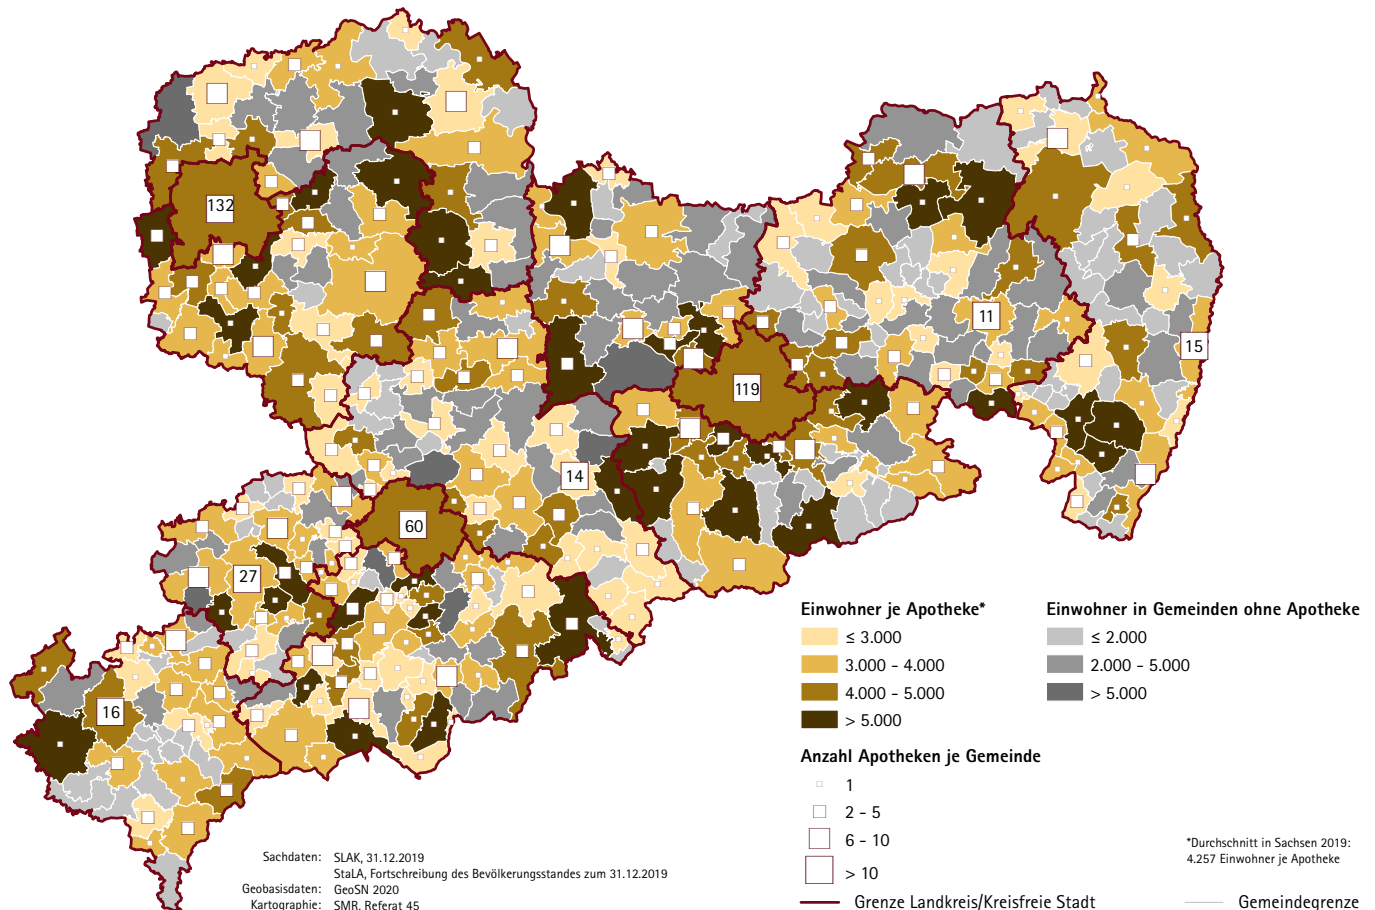 132
11
15
119
14
60
27
16
Einwohner je Apotheke*
≤ 3.000
3.000 - 4.000
4.000 - 5.000
> 5.000
Einwohner in Gemeinden ohne Apotheke
≤ 2.000
2.000 - 5.000
> 5.000
Anzahl Apotheken je Gemeinde
1
2 - 5
6 - 10
> 10
Grenze Landkreis/Kreisfreie Stadt
Gemeindegrenze
*Durchschnitt in Sachsen 2019:
4.257 Einwohner je Apotheke
Sachdaten: SLAK, 31.12.2019
StaLA, Fortschreibung des Bevölkerungsstandes zum 31.12.2019
Geobasisdaten: GeoSN 2020
Kartographie: SMR, Referat 45